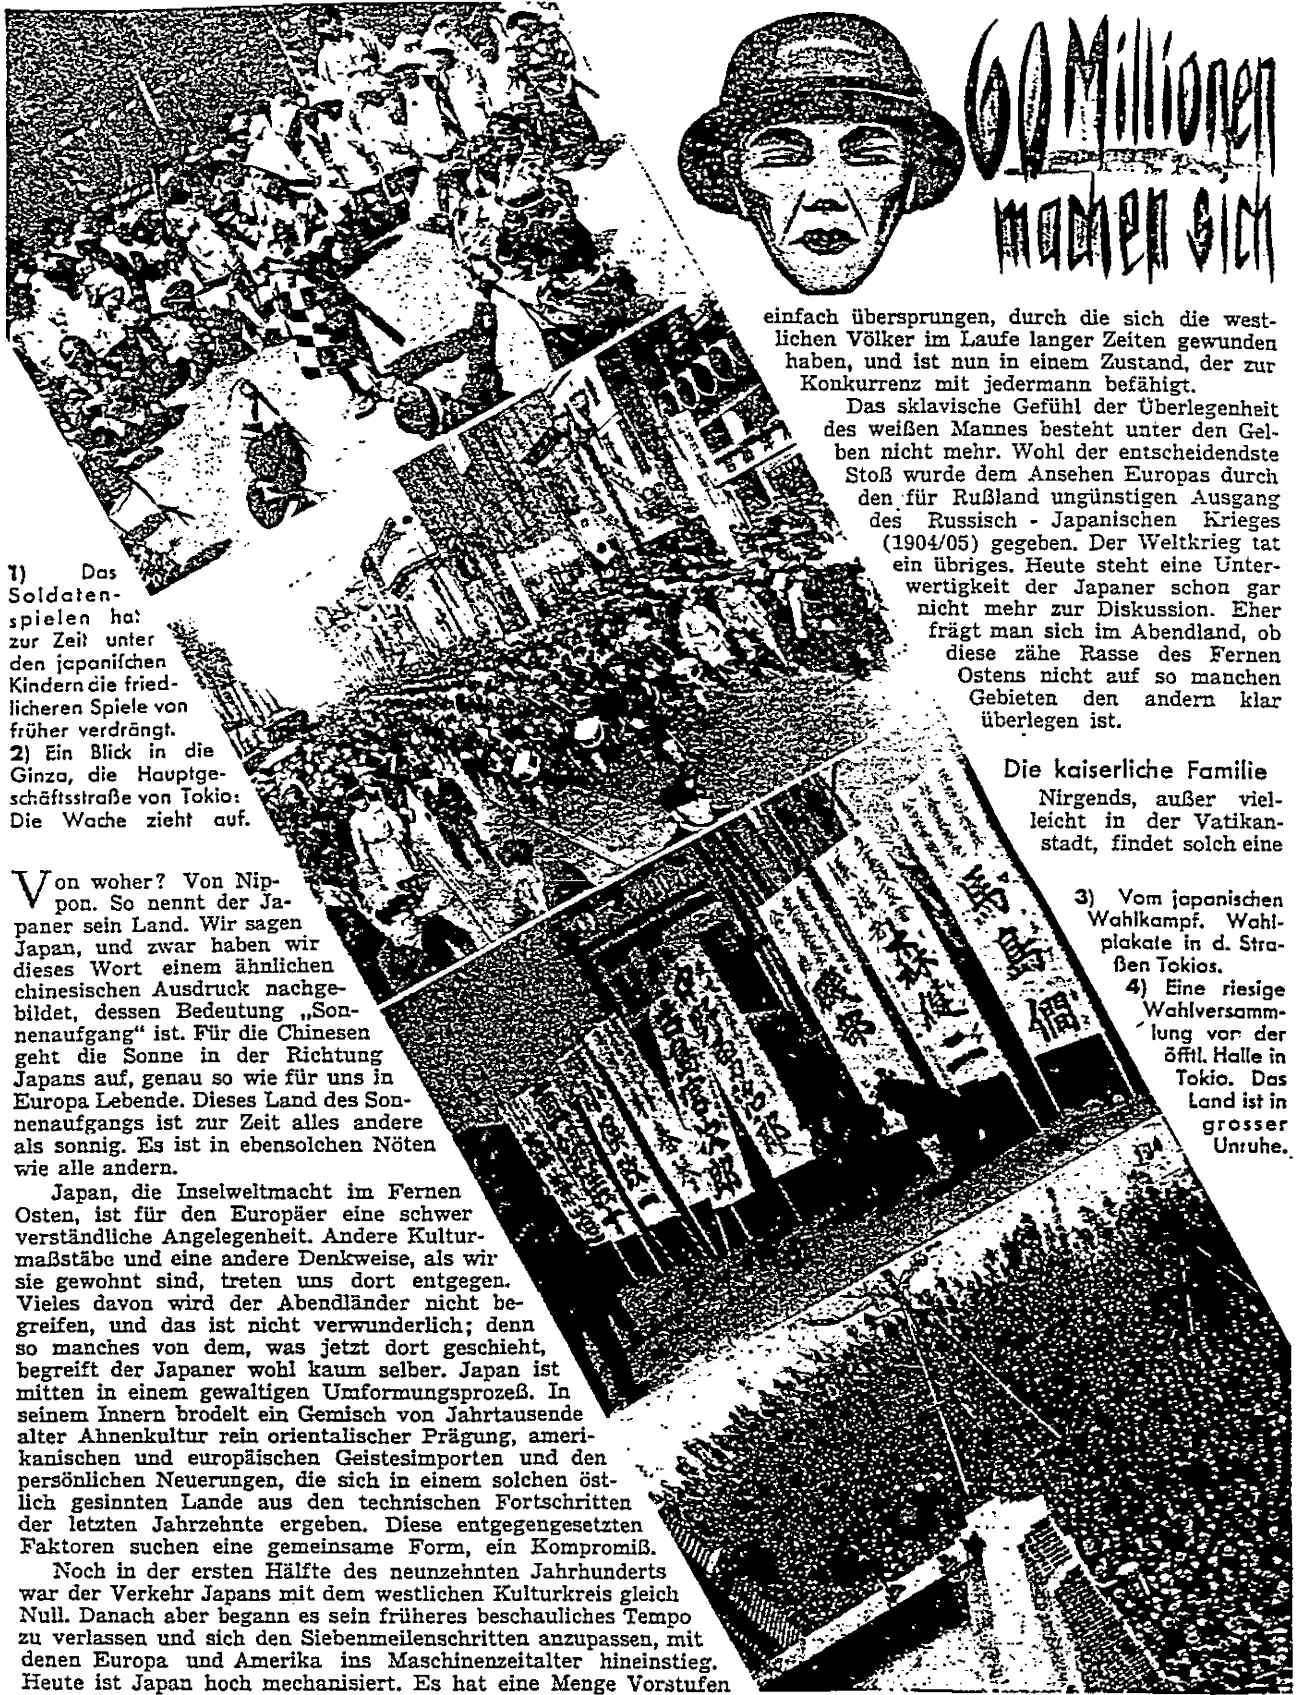 60 Millionen
machen sich
1) Das
Soldaten-
spielen hat
zur Zeit unter
den japanischen
Kindern die fried-
licheren Spiele von
früher verdrängt.
2) Ein Blick in die
Ginza, die Hauptge-
schäftsstraße von Tokio:
Die Wache zieht auf.
Von woher? Von Nip-
pon. So nennt der Ja-
paner sein Land. Wir sagen
Japan, und zwar haben wir
dieses Wort einem ähnlichen
chinesischen Ausdruck nachge-
bildet, dessen Bedeutung „Son-
nenaufgang“ ist. Für die Chinesen
geht die Sonne in der Richtung
Japans auf, genau so wie für uns in
Europa Lebende. Dieses Land des Son-
nenaufgangs ist zur Zeit alles andere
als sonnig. Es ist in ebensolchen Nöten
wie alle andern.
Japan, die Inselweltmacht im Fernen
Osten, ist für den Europäer eine schwer
verständliche Angelegenheit. Andere Kultur-
maßstäbe und eine andere Denkweise, als wir
sie gewohnt sind, treten uns dort entgegen.
Vieles davon wird der Abendländer nicht be-
greifen, und das ist nicht verwunderlich; denn
so manches von dem, was jetzt dort geschieht,
begreift der Japaner wohl kaum selber. Japan ist
mitten in einem gewaltigen Umformungsprozeß. In
seinem Innern brodelt ein Gemisch von Jahrtausende
alter Ahnenkultur rein orientalischer Prägung, ameri-
kanischen und europäischen Geistesimporten und den
persönlichen Neuerungen, die sich in einem solchen öst-
lich gesinnten Lande aus den technischen Fortschritten
der letzten Jahrzehnte ergeben. Diese entgegengesetzten
Faktoren suchen eine gemeinsame Form, ein Kompromiß.
Noch in der ersten Hälfte des neunzehnten Jahrhunderts
war der Verkehr Japans mit dem westlichen Kulturkreis gleich
Null. Danach aber begann es sein früheres beschauliches Tempo
zu verlassen und sich den Siebenmeilenschritten anzupassen, mit
denen Europa und Amerika ins Maschinenzeitalter hineinstieg.
Heute ist Japan hoch mechanisiert. Es hat eine Menge Vorstufen
einfach übersprungen, durch die sich die west-
lichen Völker im Laufe langer Zeiten gewunden
haben, und ist nun in einem Zustand, der zur
Konkurrenz mit jedermann befähigt.
Das sklavische Gefühl der Überlegenheit
des weißen Mannes besteht unter den Gel-
ben nicht mehr. Wohl der entscheidendste
Stoß wurde dem Ansehen Europas durch
den für Rußland ungünstigen Ausgang
des Russisch - Japanischen Krieges
(1904/05) gegeben. Der Weltkrieg tat
ein übriges. Heute steht eine Unter-
wertigkeit der Japaner schon gar
nicht mehr zur Diskussion. Eher
frägt man sich im Abendland, ob
diese zähe Rasse des Fernen
Ostens nicht auf so manchen
Gebieten den andern klar
überlegen ist.
Die kaiserliche Familie
Nirgends, außer viel-
leicht in der Vatikan-
stadt, findet solch eine
3) Vom japanischen
Wahlkampf. Wahl-
plakate in d. Stra-
ßen Tokios.
4) Eine riesige
Wahlversamm-
lung vor der
öfftl. Halle in
Tokio. Das
Land ist in
grosser
Unruhe.